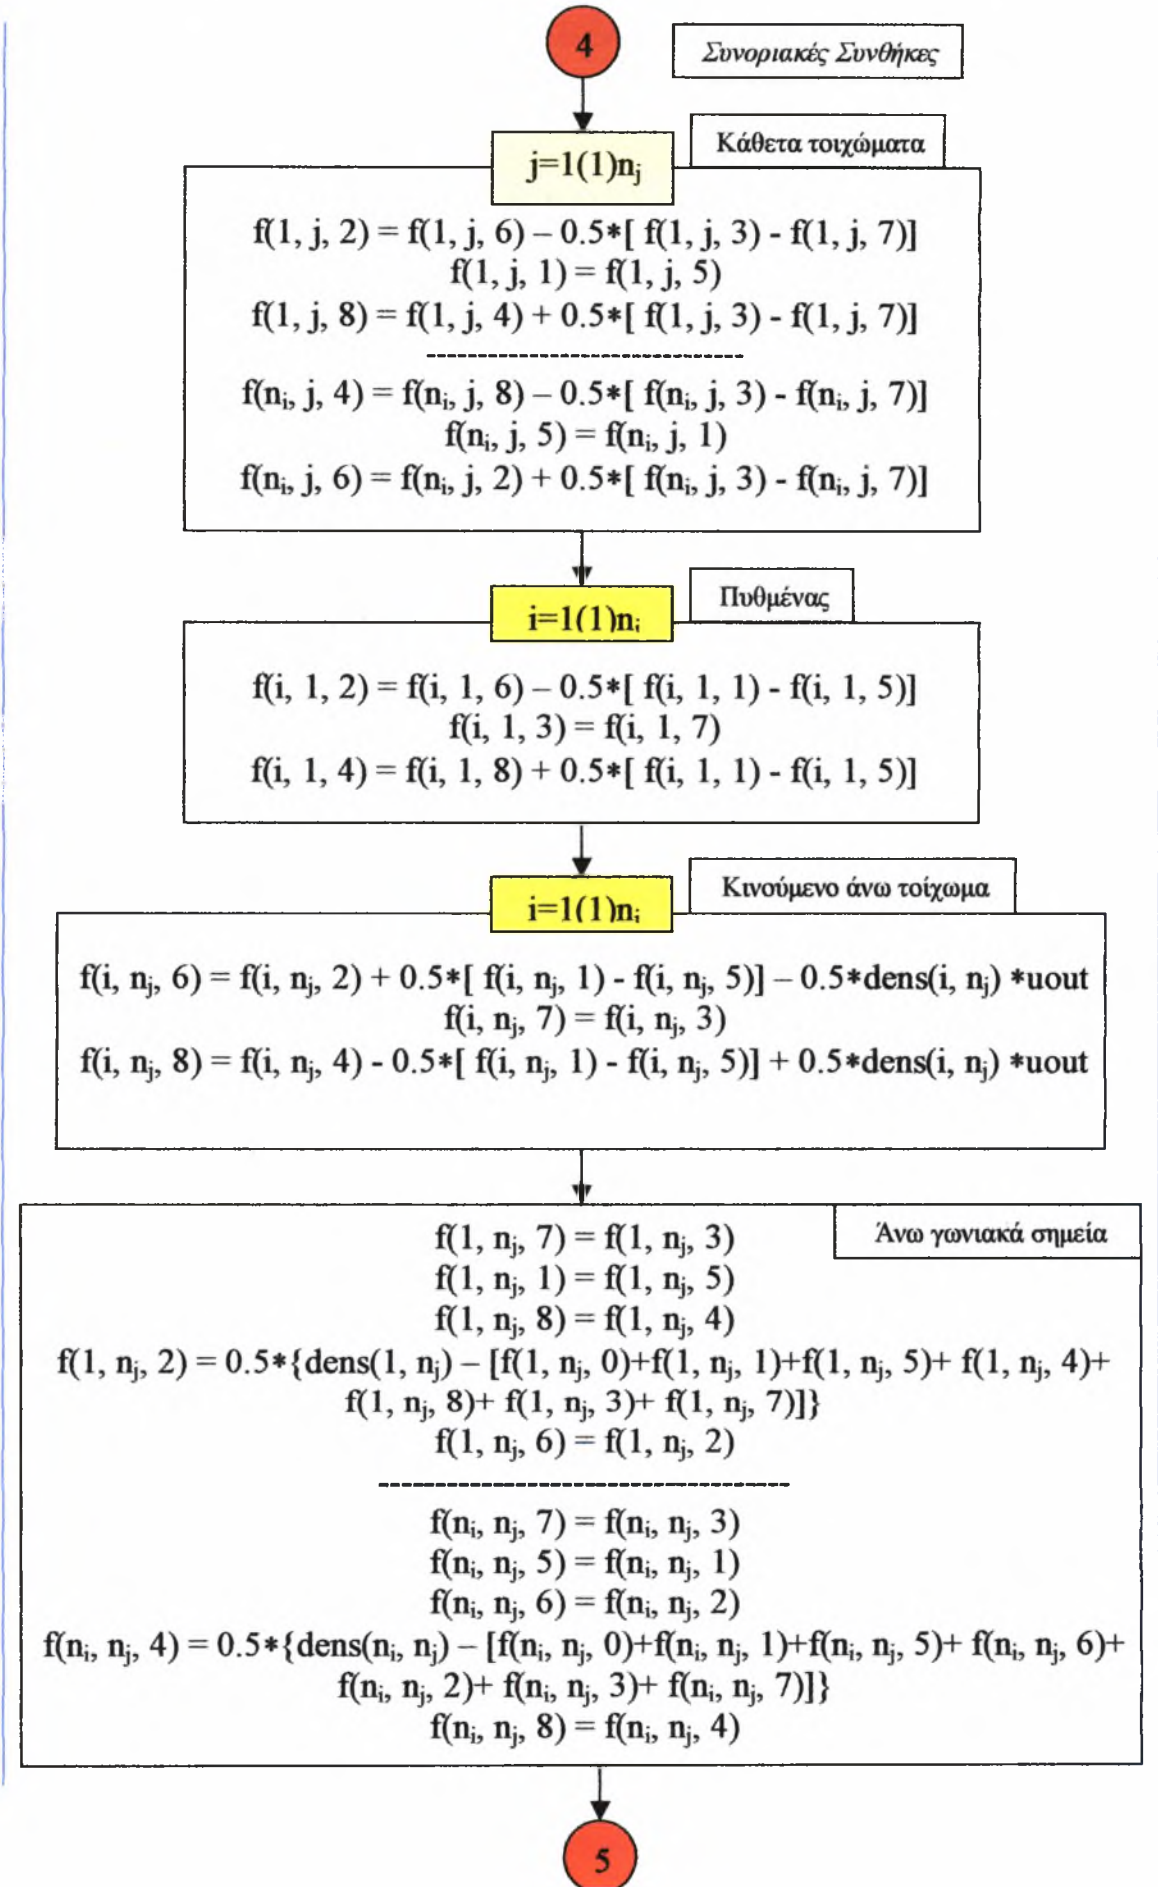 4
Συνοριακές Συνθήκες
Κάθετα τοιχώματα
j=1(1)nj
f(1, j, 2) = f(1, j, 6) – 0.5*[ f(1, j, 3) - f(1, j, 7)]
f(1, j, 1) = f(1, j, 5)
f(1, j, 8) = f(1, j, 4) + 0.5*[ f(1, j, 3) - f(1, j, 7)]
------------------------------
f(ni, j, 4) = f(ni, j, 8) – 0.5*[ f(ni, j, 3) - f(ni, j, 7)]
f(ni, j, 5) = f(ni, j, 1)
f(ni, j, 6) = f(ni, j, 2) + 0.5*[ f(ni, j, 3) - f(ni, j, 7)]
Πυθμένας
i=1(1)ni
f(i, 1, 2) = f(i, 1, 6) – 0.5*[ f(i, 1, 1) - f(i, 1, 5)]
f(i, 1, 3) = f(i, 1, 7)
f(i, 1, 4) = f(i, 1, 8) + 0.5*[ f(i, 1, 1) - f(i, 1, 5)]
Κινούμενο άνω τοίχωμα
i=1(1)ni
f(i, nj, 6) = f(i, nj, 2) + 0.5*[ f(i, nj, 1) - f(i, nj, 5)] – 0.5*dens(i, nj) *uout
f(i, nj, 7) = f(i, nj, 3)
f(i, nj, 8) = f(i, nj, 4) - 0.5*[ f(i, nj, 1) - f(i, nj, 5)] + 0.5*dens(i, nj) *uout
Άνω γωνιακά σημεία
f(1, nj, 7) = f(1, nj, 3)
f(1, nj, 1) = f(1, nj, 5)
f(1, nj, 8) = f(1, nj, 4)
f(1, nj, 2) = 0.5*{dens(1, nj) – [f(1, nj, 0)+f(1, nj, 1)+f(1, nj, 5)+ f(1, nj, 4)+
f(1, nj, 8)+ f(1, nj, 3)+ f(1, nj, 7)]}
f(1, nj, 6) = f(1, nj, 2)
------------------------------------
f(ni, nj, 7) = f(ni, nj, 3)
f(ni, nj, 5) = f(ni, nj, 1)
f(ni, nj, 6) = f(ni, nj, 2)
f(ni, nj, 4) = 0.5*{dens(ni, nj) – [f(ni, nj, 0)+f(ni, nj, 1)+f(ni, nj, 5)+ f(ni, nj, 6)+
f(ni, nj, 2)+ f(ni, nj, 3)+ f(ni, nj, 7)]}
f(ni, nj, 8) = f(ni, nj, 4)
5